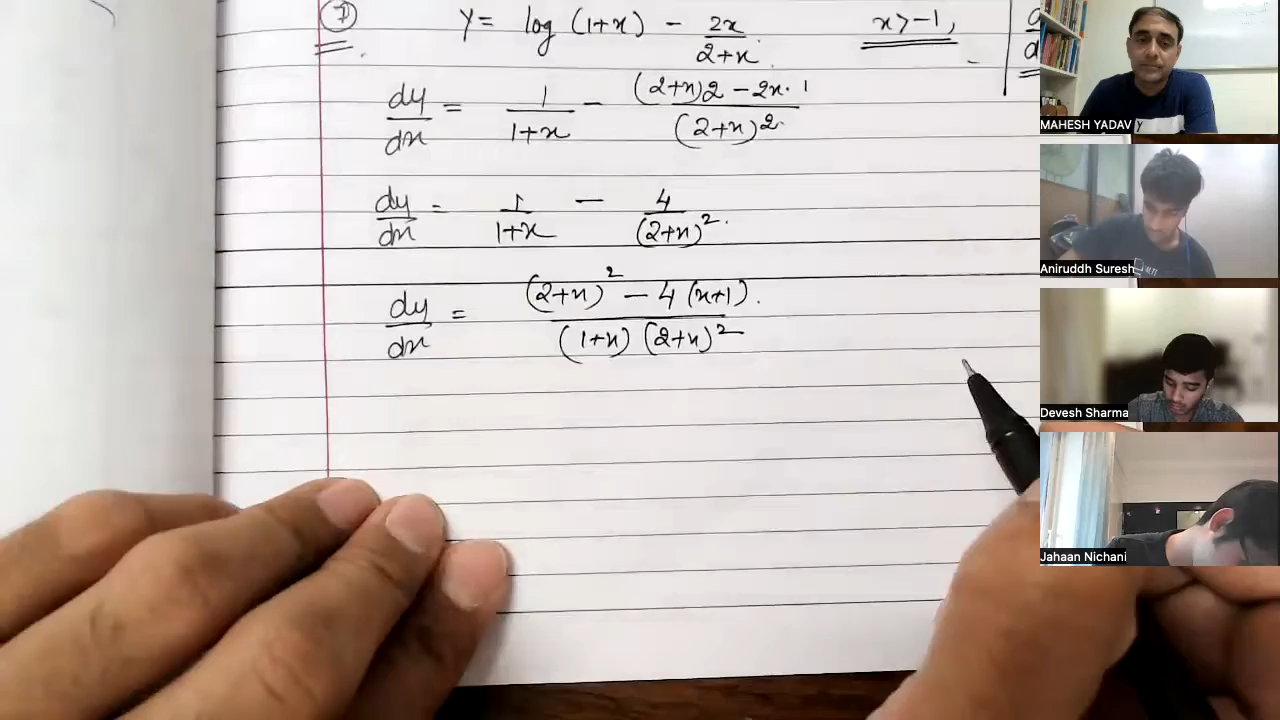 ⑦ y = log (1+x) - 2x/2+x. x > -1,
dy/dx = 1/1+x - (2+x)2 - 2x·1/(2+x)²
dy/dx = 1/1+x - 4/(2+x)².
dy/dx = (2+x)² - 4(x+1)./(1+x)(2+x)²
MAHESH YADAV
Aniruddh Suresh
Devesh Sharma
Jahaan Nichani